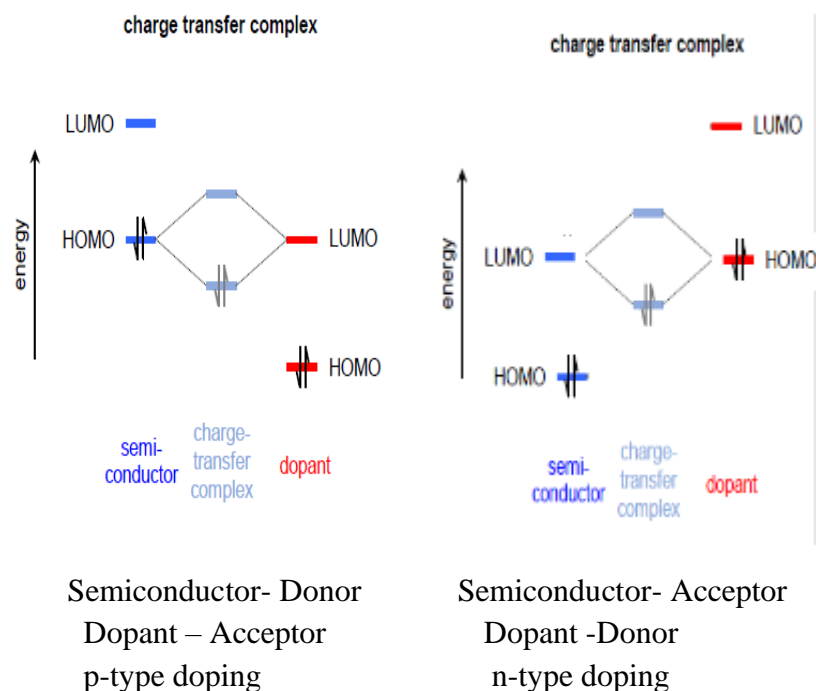 charge transfer complex
LUMO
HOMO
LUMO
HOMO
energy
semi-
conductor
charge-
transfer
complex
dopant
Semiconductor- Donor
Dopant – Acceptor
p-type doping
charge transfer complex
LUMO
LUMO
HOMO
HOMO
energy
semi-
conductor
charge-
transfer
complex
dopant
Semiconductor- Acceptor
Dopant -Donor
n-type doping